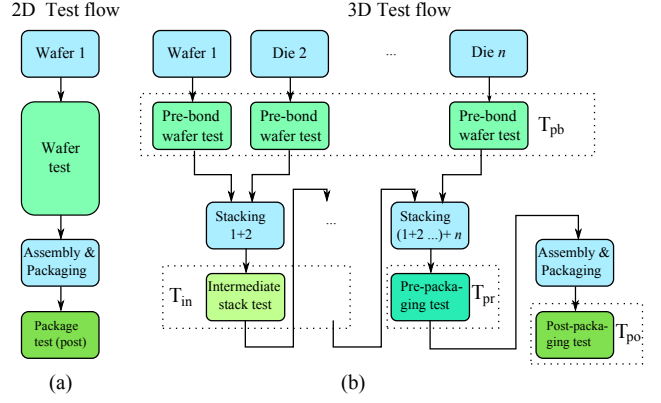 2D Test flow
Wafer 1
Wafer
test
Assembly &
Packaging
Package
test (post)
(a)
3D Test flow
Wafer 1
Die 2
...
Die n
Pre-bond
wafer test
Pre-bond
wafer test
Pre-bond
wafer test
Tpb
Stacking
1+2
...
Stacking
(1+2 ...)+ n
Assembly &
Packaging
Tin
Intermediate
stack test
Pre-packa-
ging test
Tpr
Post-packa-
ging test
Tpo
(b)